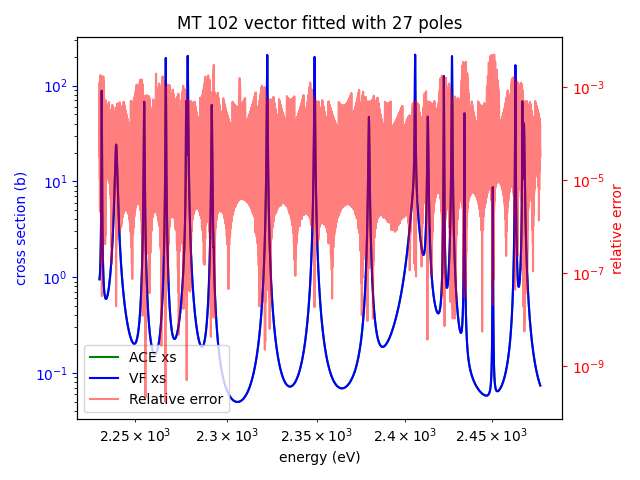 MT 102 vector fitted with 27 poles
cross section (b)
10²
10¹
10⁰
10⁻¹
10⁻³
10⁻⁵
10⁻⁷
10⁻⁹
relative error
ACE xs
VF xs
Relative error
2.25 × 10³ 2.3 × 10³ 2.35 × 10³ 2.4 × 10³ 2.45 × 10³
energy (eV)